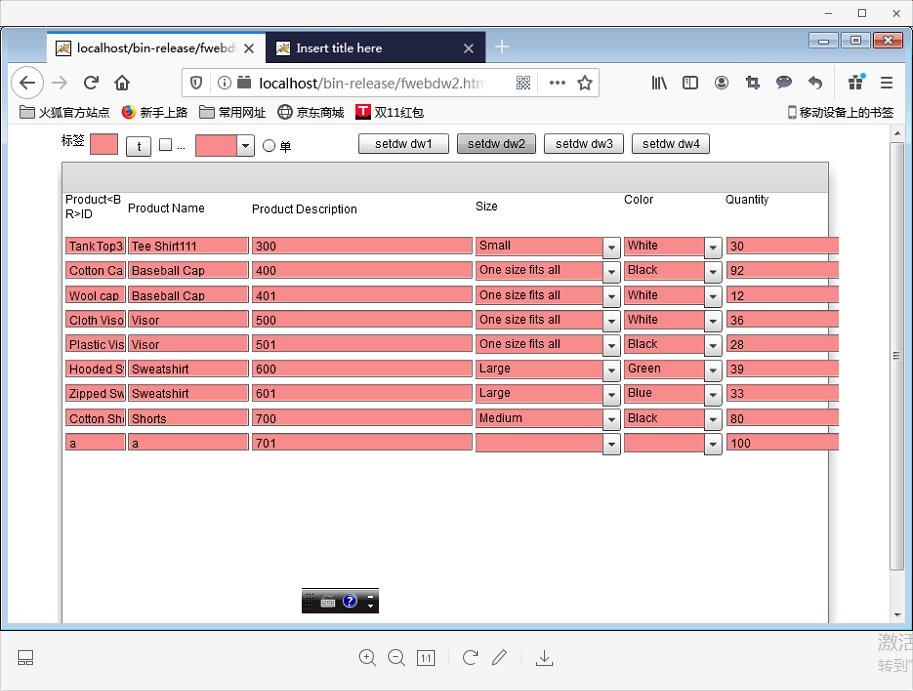 localhost/bin-release/fwebd
Insert title here
localhost/bin-release/fwebdw2.htm
火狐官方站点 新手上路 常用网址 京东商城 T 双11红包 移动设备上的书签
标签 t ... 单 setdw dw1 setdw dw2 setdw dw3 setdw dw4
Product<B
R>ID
Product Name Product Description Size Color Quantity
Tank Top3 Tee Shirt111 300 Small White 30
Cotton Ca Baseball Cap 400 One size fits all Black 92
Wool cap Baseball Cap 401 One size fits all White 12
Cloth Viso Visor 500 One size fits all White 36
Plastic Vis Visor 501 One size fits all Black 28
Hooded S Sweatshirt 600 Large Green 39
Zipped Sw Sweatshirt 601 Large Blue 33
Cotton Sho Shorts 700 Medium Black 80
a a 701 100
?
1:1
激活
转到"